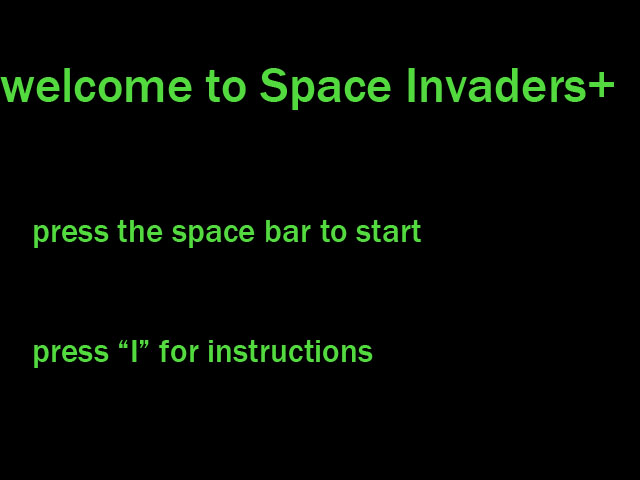 welcome to Space Invaders+
press the space bar to start
press “I” for instructions